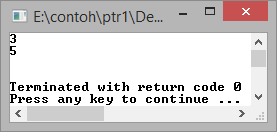 E:\contoh\ptr1\De...
3
5
Terminated with return code 0
Press any key to continue ...